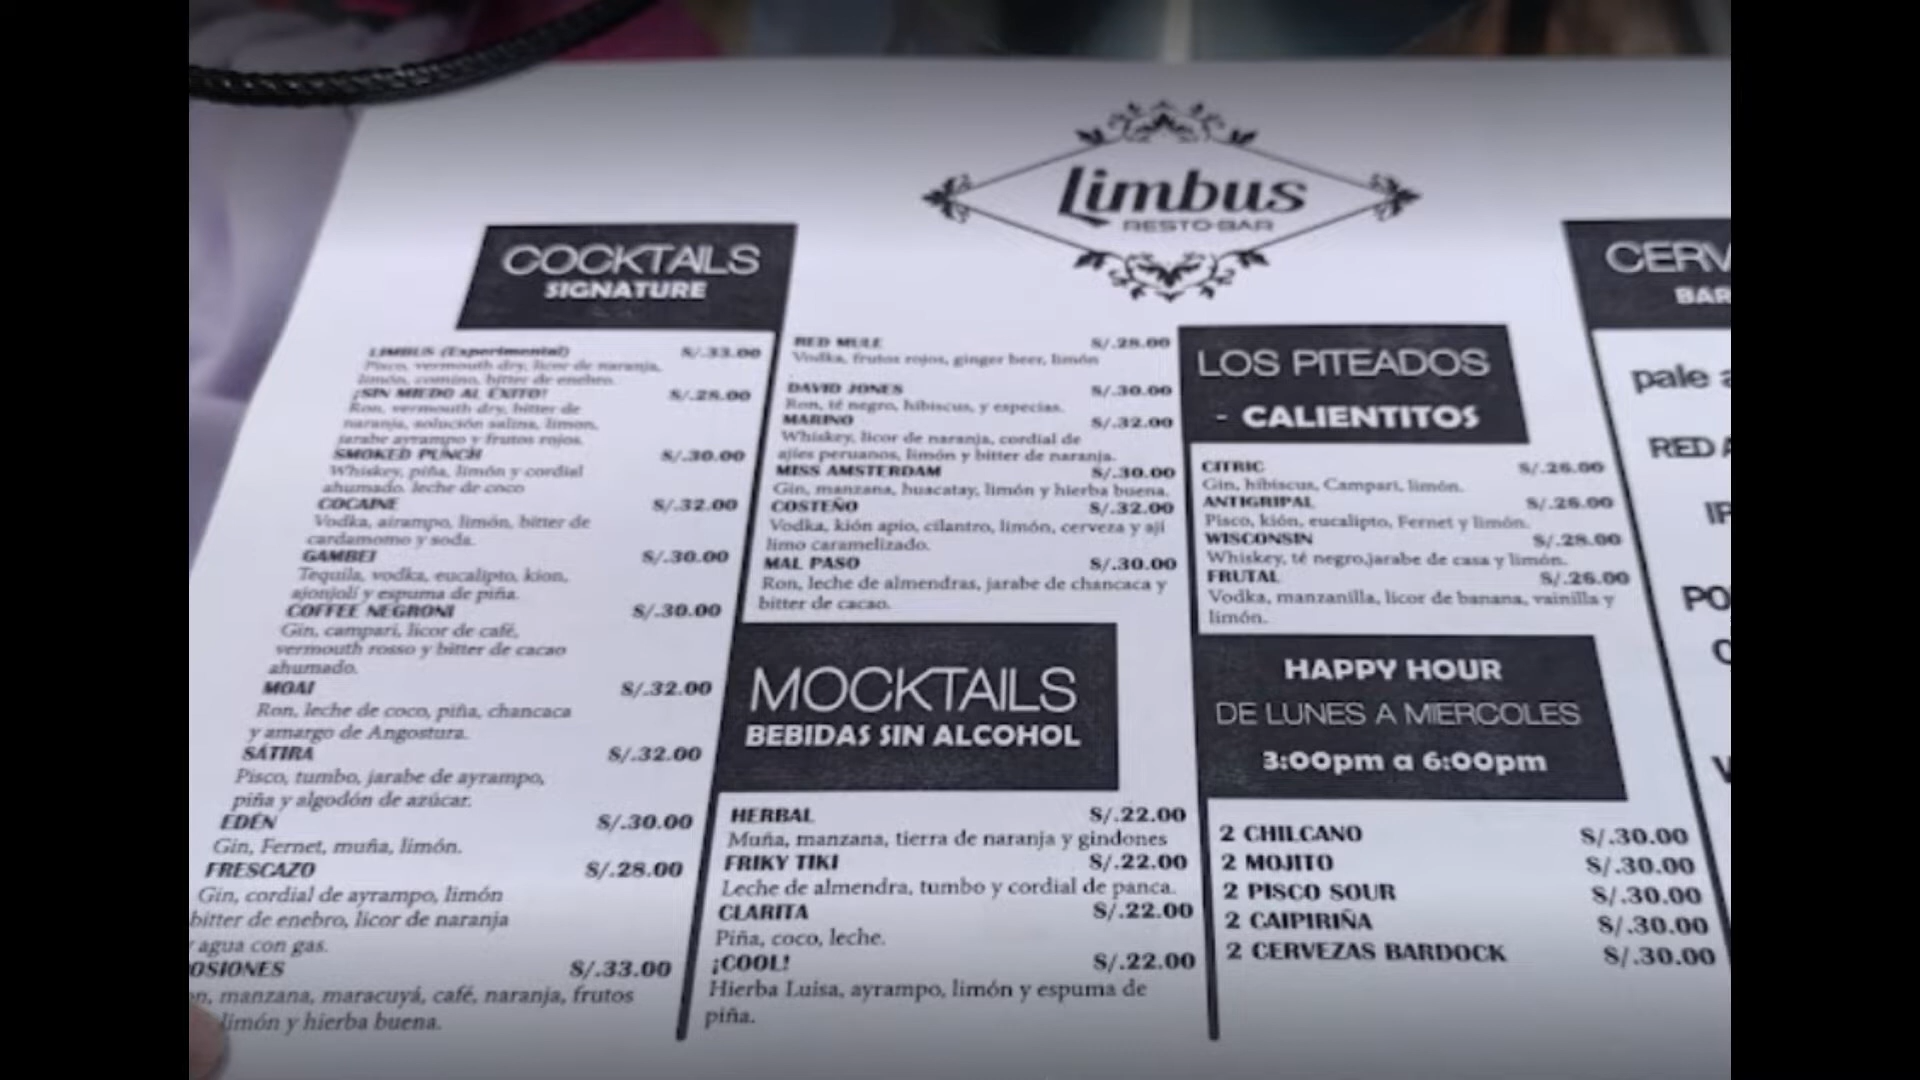 Limbus
RESTO-BAR
COCKTAILS
SIGNATURE
LIMBUS (Experimental) S/.33.00
Pisco, vermouth dry, licor de naranja,
limón, comino, bitter de enebro.
¡SIN MIEDO AL EXITO! S/.28.00
Ron, vermouth dry, bitter de
naranja, solución salina, limon,
jarabe ayrampo y frutos rojos.
SMOKED PUNCH S/.30.00
Whiskey, piña, limón y cordial
ahumado, leche de coco
COCAINE S/.32.00
Vodka, airampo, limón, bitter de
cardamomo y soda.
GAMBEI S/.30.00
Tequila, vodka, eucalipto, kion,
ajonjolí y espuma de piña.
COFFEE NEGRONI S/.30.00
Gin, campari, licor de café,
vermouth rosso y bitter de cacao
ahumado.
MOAI S/.32.00
Ron, leche de coco, piña, chancaca
y amargo de Angostura.
SÁTIRA S/.32.00
Pisco, tumbo, jarabe de ayrampo,
piña y algodón de azúcar.
EDÉN S/.30.00
Gin, Fernet, muña, limón.
FRESCAZO S/.28.00
Gin, cordial de ayrampo, limón
bitter de enebro, licor de naranja
y agua con gas.
OSIONES S/.33.00
n, manzana, maracuyá, café, naranja, frutos
limón y hierba buena.
RED MULE S/.28.00
Vodka, frutos rojos, ginger beer, limón
DAVID JONES S/.30.00
Ron, té negro, hibiscus, y especias.
MARINO S/.32.00
Whiskey, licor de naranja, cordial de
ajíes peruanos, limón y bitter de naranja.
MISS AMSTERDAM S/.30.00
Gin, manzana, huacatay, limón y hierba buena.
COSTEÑO S/.32.00
Vodka, kión apio, cilantro, limón, cerveza y ají
limo caramelizado.
MAL PASO S/.30.00
Ron, leche de almendras, jarabe de chancaca y
bitter de cacao.
MOCKTAILS
BEBIDAS SIN ALCOHOL
HERBAL S/.22.00
Muña, manzana, tierra de naranja y gindones
FRIKY TIKI S/.22.00
Leche de almendra, tumbo y cordial de panca.
CLARITA S/.22.00
Piña, coco, leche.
¡COOL! S/.22.00
Hierba Luisa, ayrampo, limón y espuma de
piña.
LOS PITEADOS
- CALIENTITOS
CITRIC S/.26.00
Gin, hibiscus, Campari, limón.
ANTIGRIPAL S/.26.00
Pisco, kión, eucalipto, Fernet y limón.
WISCONSIN S/.28.00
Whiskey, té negro,jarabe de casa y limón.
FRUTAL S/.26.00
Vodka, manzanilla, licor de banana, vainilla y
limón.
HAPPY HOUR
DE LUNES A MIERCOLES
3:00pm a 6:00pm
2 CHILCANO S/.30.00
2 MOJITO S/.30.00
2 PISCO SOUR S/.30.00
2 CAIPIRIÑA S/.30.00
2 CERVEZAS BARDOCK S/.30.00
CERV
BAR
pale a
RED A
IP
PO